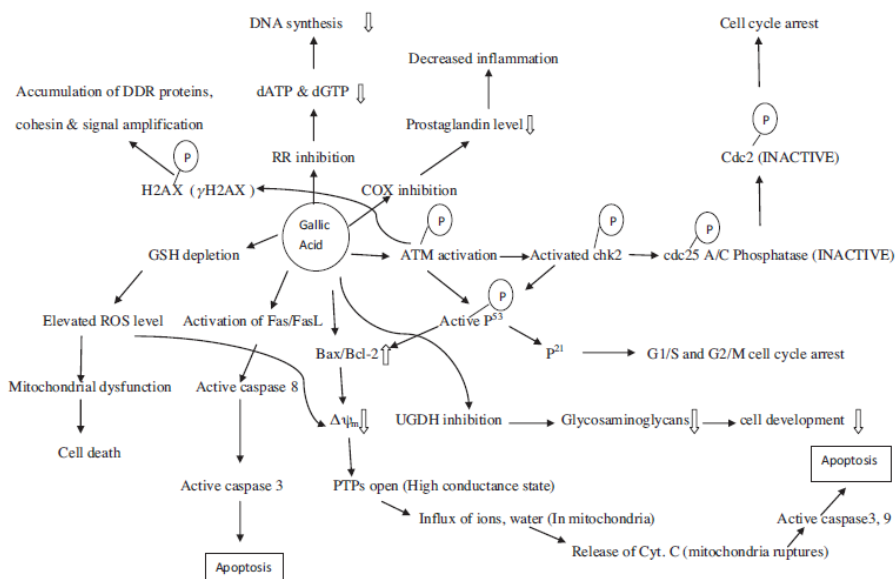 DNA synthesis
Cell cycle arrest
Decreased inflammation
Accumulation of DDR proteins,
cohesin & signal amplification
dATP & dGTP
Prostaglandin level
P
P
RR inhibition
Cdc2 (INACTIVE)
H2AX (γH2AX )
COX inhibition
Gallic
Acid
P
P
GSH depletion
ATM activation
Activated chk2
cdc25 A/C Phosphatase (INACTIVE)
P
Elevated ROS level
Activation of Fas/FasL
Active P53
Bax/Bcl-2
P21
G1/S and G2/M cell cycle arrest
Mitochondrial dysfunction
Active caspase 8
Δψm
UGDH inhibition
Glycosaminoglycans
cell development
Cell death
Apoptosis
Active caspase 3
PTPs open (High conductance state)
Influx of ions, water (In mitochondria)
Active caspase3, 9
Release of Cyt. C (mitochondria ruptures)
Apoptosis